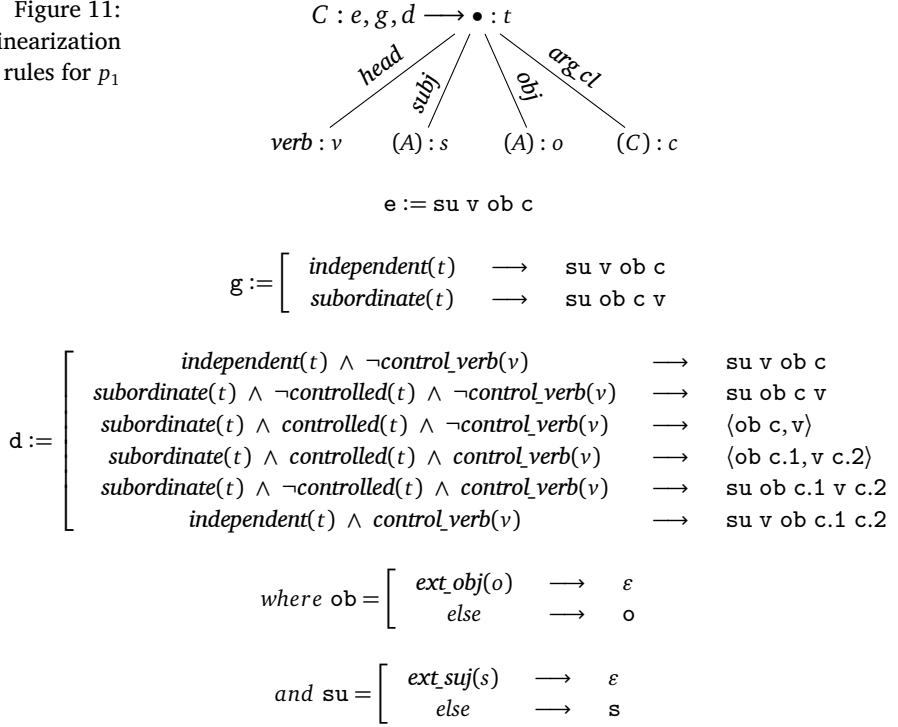 Figure 11:
inearization
rules for p₁
C : e, g, d ⟶ • : t
head subj obj arg_cl
verb : v (A) : s (A) : o (C) : c
e := su v ob c
g := [ independent(t) ⟶ su v ob c
subordinate(t) ⟶ su ob c v
d := [ independent(t) ∧ ¬control_verb(v) ⟶ su v ob c
subordinate(t) ∧ ¬controlled(t) ∧ ¬control_verb(v) ⟶ su ob c v
subordinate(t) ∧ controlled(t) ∧ ¬control_verb(v) ⟶ ⟨ob c, v⟩
subordinate(t) ∧ controlled(t) ∧ control_verb(v) ⟶ ⟨ob c.1, v c.2⟩
subordinate(t) ∧ ¬controlled(t) ∧ control_verb(v) ⟶ su ob c.1 v c.2
independent(t) ∧ control_verb(v) ⟶ su v ob c.1 c.2
where ob = [ ext_obj(o) ⟶ ε
else ⟶ o
and su = [ ext_suj(s) ⟶ ε
else ⟶ s